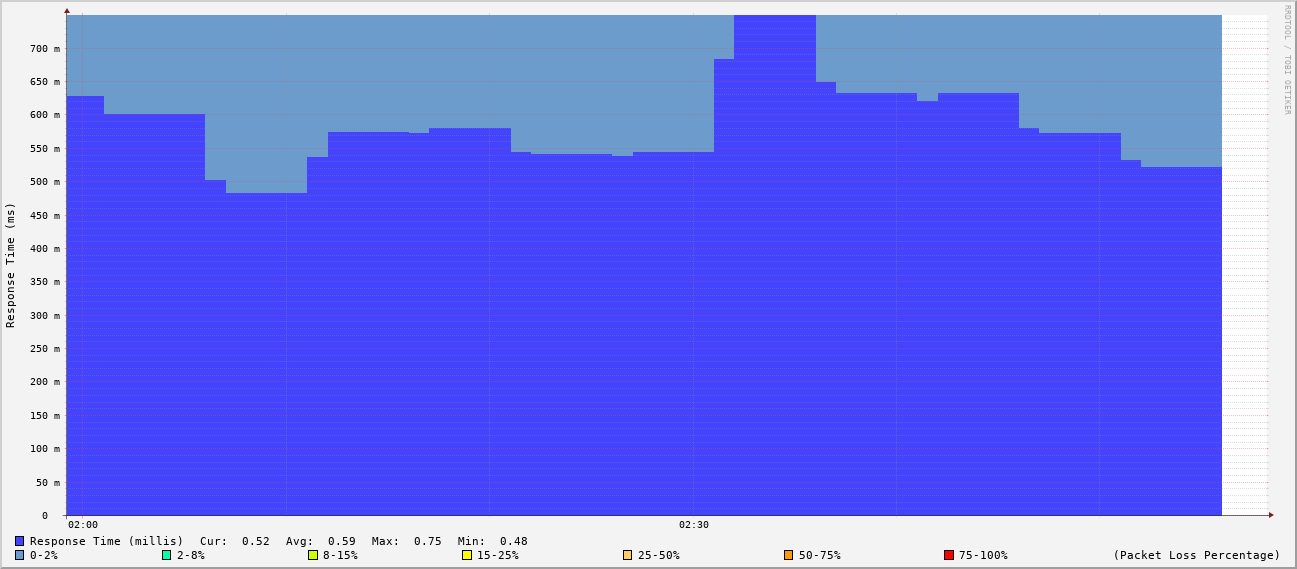 RRDTOOL / TOBI OETIKER
Response Time (ms)
700 m
650 m
600 m
550 m
500 m
450 m
400 m
350 m
300 m
250 m
200 m
150 m
100 m
50 m
0
02:00 02:30
Response Time (millis) Cur: 0.52 Avg: 0.59 Max: 0.75 Min: 0.48
0-2% 2-8% 8-15% 15-25% 25-50% 50-75% 75-100% (Packet Loss Percentage)